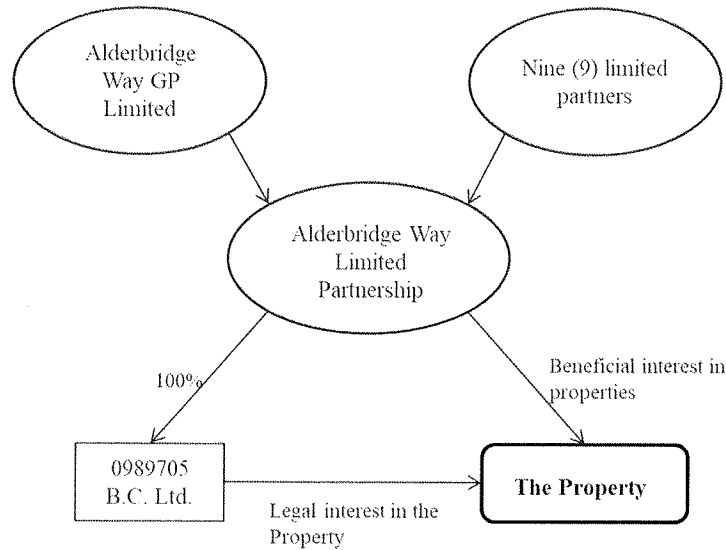 Alderbridge
Way GP
Limited
Nine (9) limited
partners
Alderbridge Way
Limited
Partnership
100%
Beneficial interest in
properties
0989705
B.C. Ltd.
Legal interest in the
Property
The Property